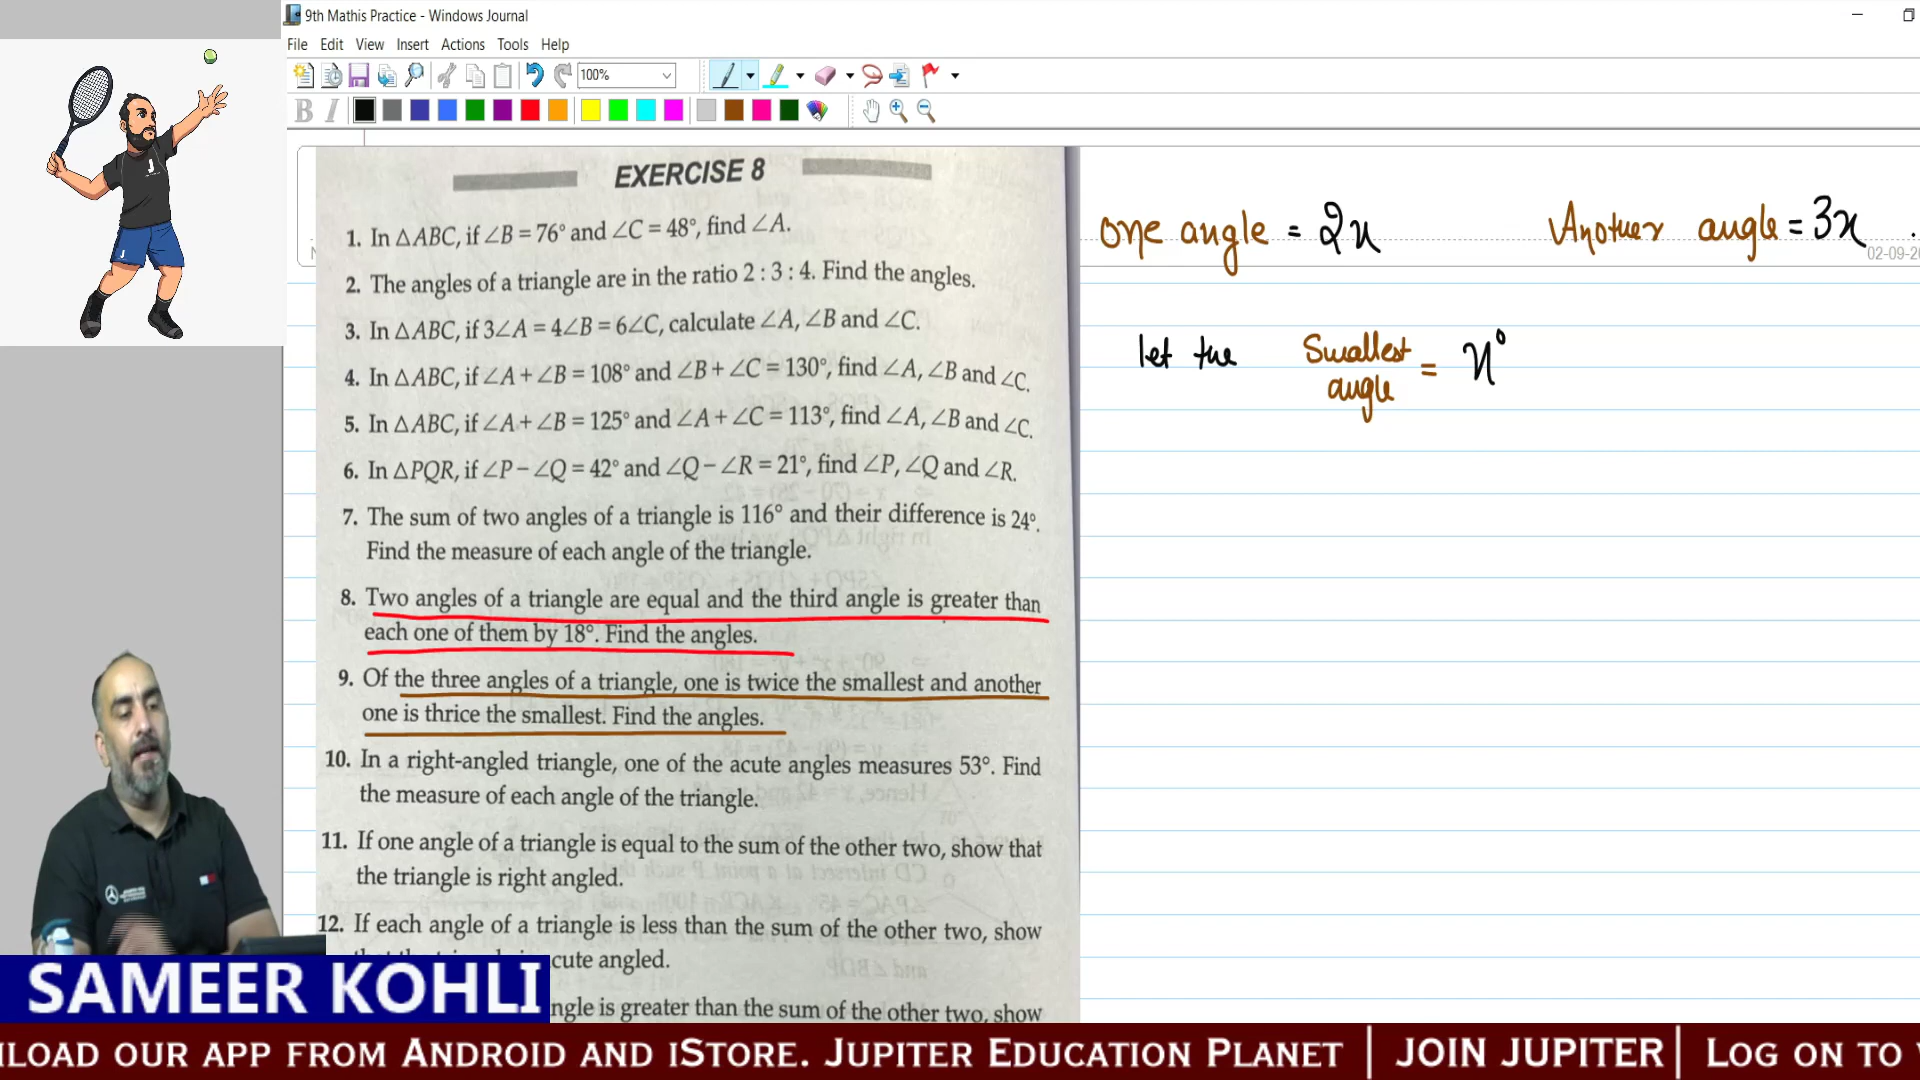 9th Mathis Practice - Windows Journal
File Edit View Insert Actions Tools Help
100%
B I
EXERCISE 8
1. In △ABC, if ∠B = 76° and ∠C = 48°, find ∠A.
2. The angles of a triangle are in the ratio 2 : 3 : 4. Find the angles.
3. In △ABC, if 3∠A = 4∠B = 6∠C, calculate ∠A, ∠B and ∠C.
4. In △ABC, if ∠A + ∠B = 108° and ∠B + ∠C = 130°, find ∠A, ∠B and ∠C.
5. In △ABC, if ∠A + ∠B = 125° and ∠A + ∠C = 113°, find ∠A, ∠B and ∠C.
6. In △PQR, if ∠P − ∠Q = 42° and ∠Q − ∠R = 21°, find ∠P, ∠Q and ∠R.
7. The sum of two angles of a triangle is 116° and their difference is 24°.
Find the measure of each angle of the triangle.
8. Two angles of a triangle are equal and the third angle is greater than
each one of them by 18°. Find the angles.
9. Of the three angles of a triangle, one is twice the smallest and another
one is thrice the smallest. Find the angles.
10. In a right-angled triangle, one of the acute angles measures 53°. Find
the measure of each angle of the triangle.
11. If one angle of a triangle is equal to the sum of the other two, show that
the triangle is right angled.
12. If each angle of a triangle is less than the sum of the other two, show
cute angled.
ngle is greater than the sum of the other two, show
one angle = 2x Another angle = 3x
02-09-2
let the Smallest angle = x°
SAMEER KOHLI
NLOAD OUR APP FROM ANDROID AND ISTORE. JUPITER EDUCATION PLANET | JOIN JUPITER | LOG ON TO